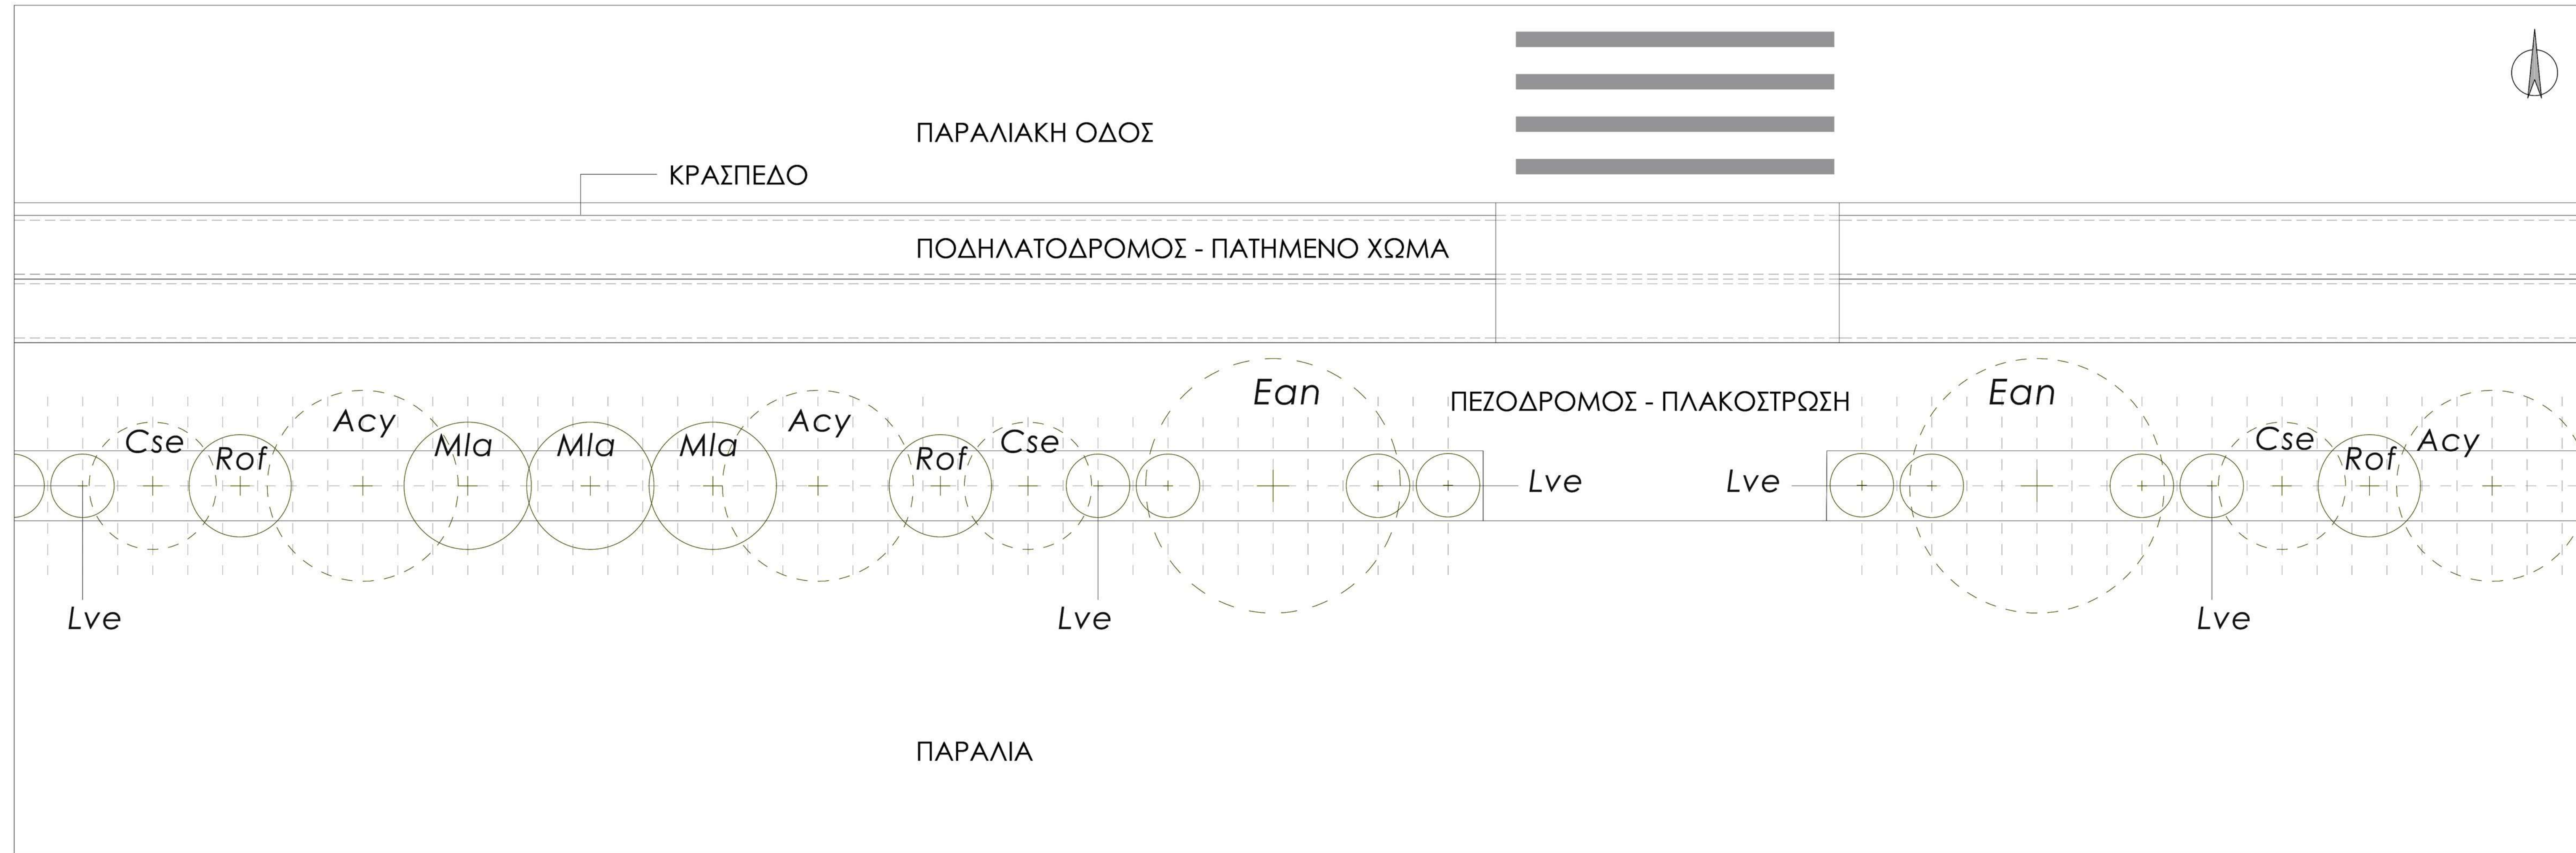 ΠΑΡΑΛΙΑΚΗ ΟΔΟΣ
ΚΡΑΣΠΕΔΟ
ΠΟΔΗΛΑΤΟΔΡΟΜΟΣ - ΠΑΤΗΜΕΝΟ ΧΩΜΑ
ΠΕΖΟΔΡΟΜΟΣ - ΠΛΑΚΟΣΤΡΩΣΗ
Cse
Rof
Acy
Mla
Mla
Mla
Acy
Rof
Cse
Ean
Ean
Cse
Rof
Acy
Lve
Lve
Lve
Lve
Lve
ΠΑΡΑΛΙΑ